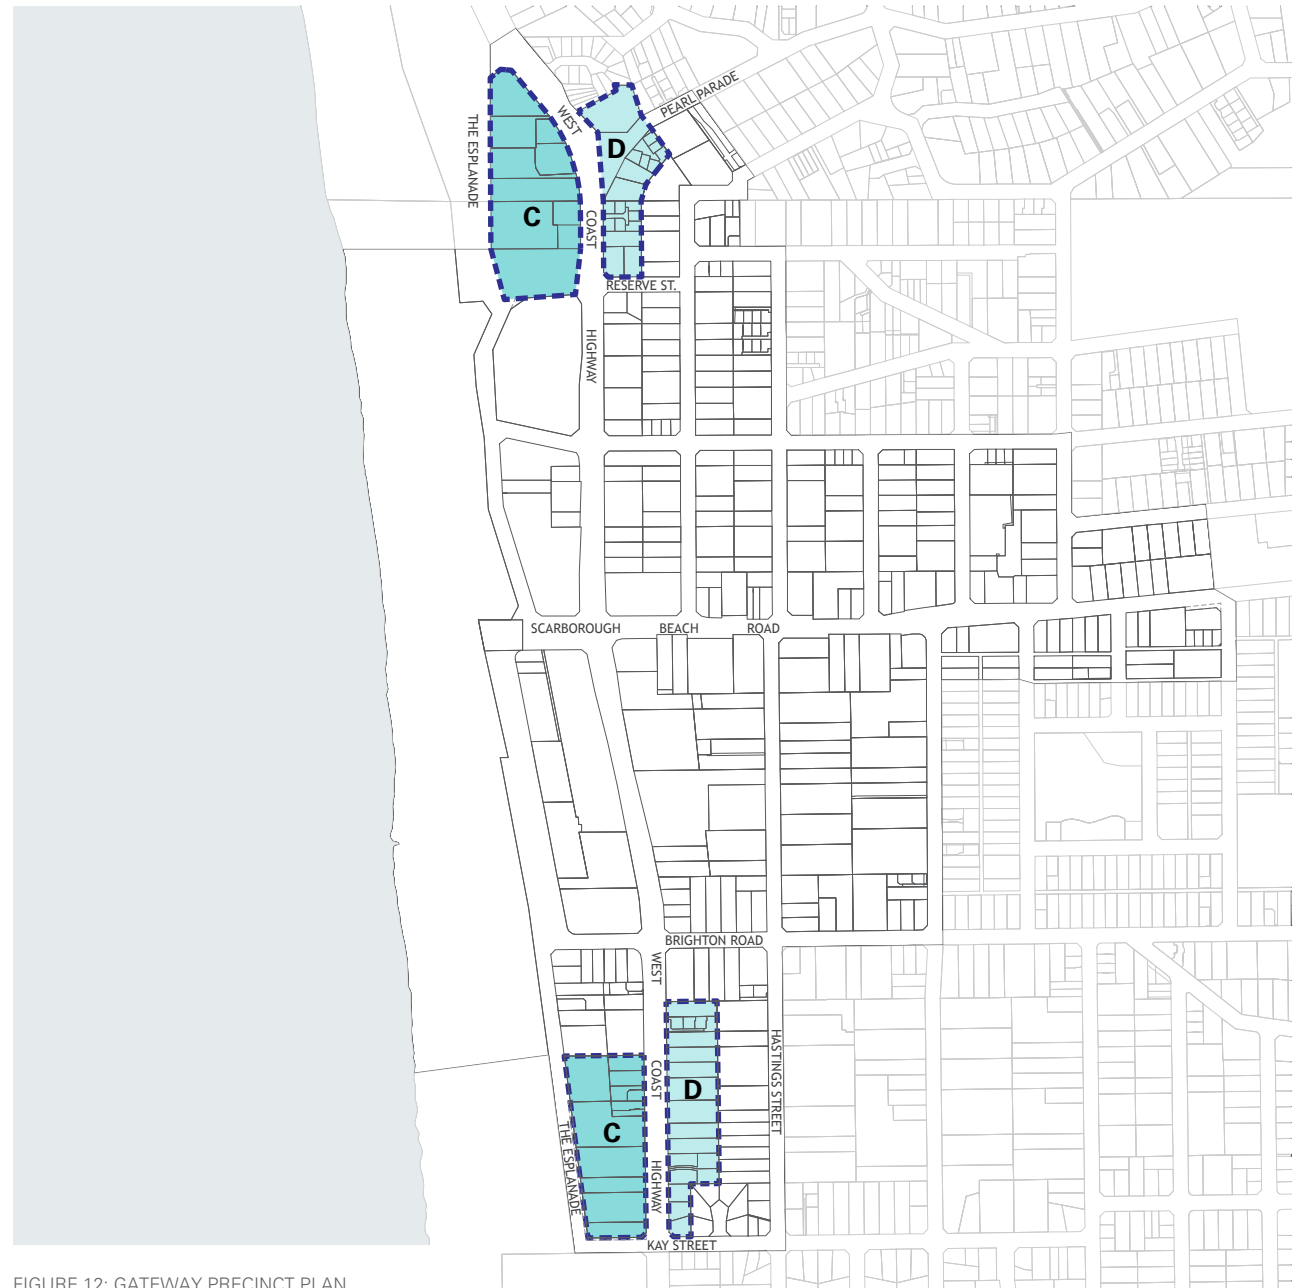 PEARL PARADE
WEST
D
THE ESPLANADE
C
COAST
RESERVE ST.
HIGHWAY
SCARBOROUGH BEACH ROAD
BRIGHTON ROAD
WEST
HASTINGS STREET
COAST
D
C
THE ESPLANADE
HIGHWAY
KAY STREET
FIGURE 12: GATEWAY PRECINCT PLAN